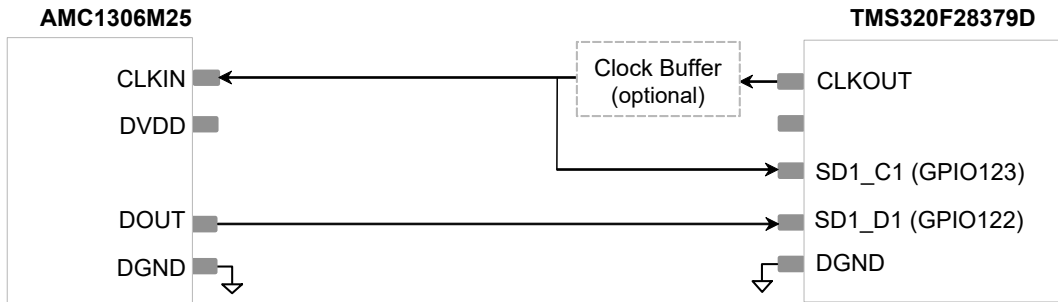 AMC1306M25
TMS320F28379D
CLKIN
Clock Buffer
(optional)
CLKOUT
DVDD
SD1_C1 (GPIO123)
DOUT
SD1_D1 (GPIO122)
DGND
DGND